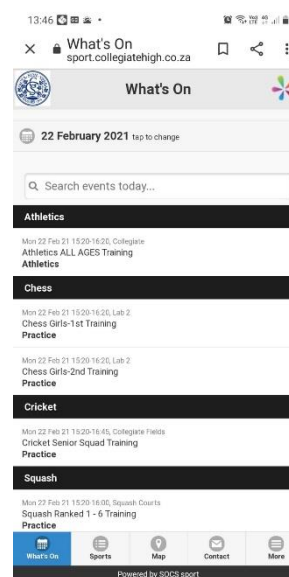 13:46
What's On
sport.collegiatehigh.co.za
What's On
22 February 2021 tap to change
Search events today...
Athletics
Mon 22 Feb 21 15:20-16:20, Collegiate
Athletics ALL AGES Training
Athletics
Chess
Mon 22 Feb 21 15:20-16:20, Lab 2
Chess Girls-1st Training
Practice
Mon 22 Feb 21 15:20-16:20, Lab 2
Chess Girls-2nd Training
Practice
Cricket
Mon 22 Feb 21 15:20-16:45, Collegiate Fields
Cricket Senior Squad Training
Practice
Squash
Mon 22 Feb 21 15:20-16:00, Squash Courts
Squash Ranked 1 - 6 Training
Practice
What's On Sports Map Contact More
Powered by SOCS sport